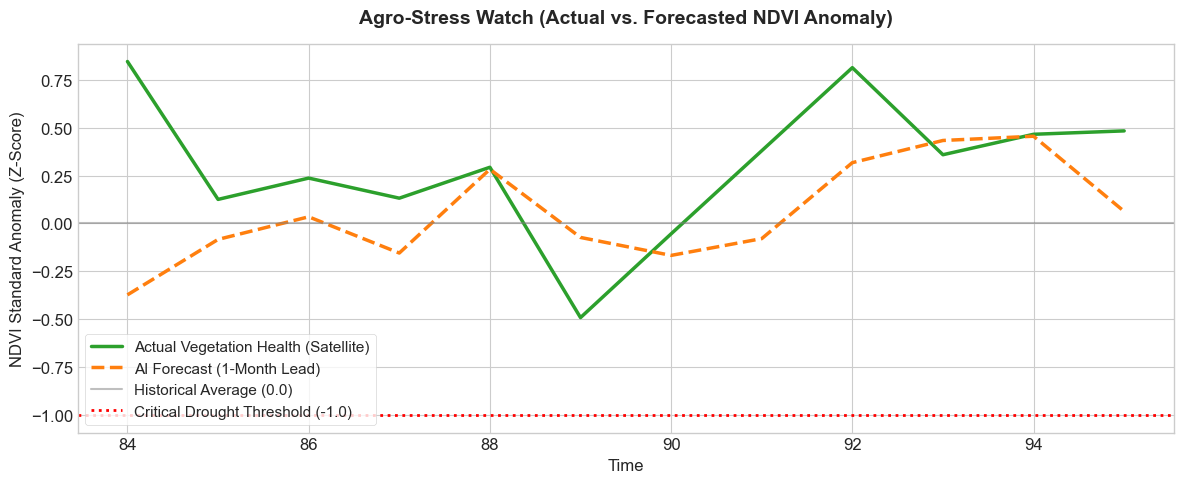 Agro-Stress Watch (Actual vs. Forecasted NDVI Anomaly)
NDVI Standard Anomaly (Z-Score)
0.75
0.50
0.25
0.00
−0.25
−0.50
−0.75
−1.00
Actual Vegetation Health (Satellite)
AI Forecast (1-Month Lead)
Historical Average (0.0)
Critical Drought Threshold (-1.0)
84 86 88 90 92 94
Time